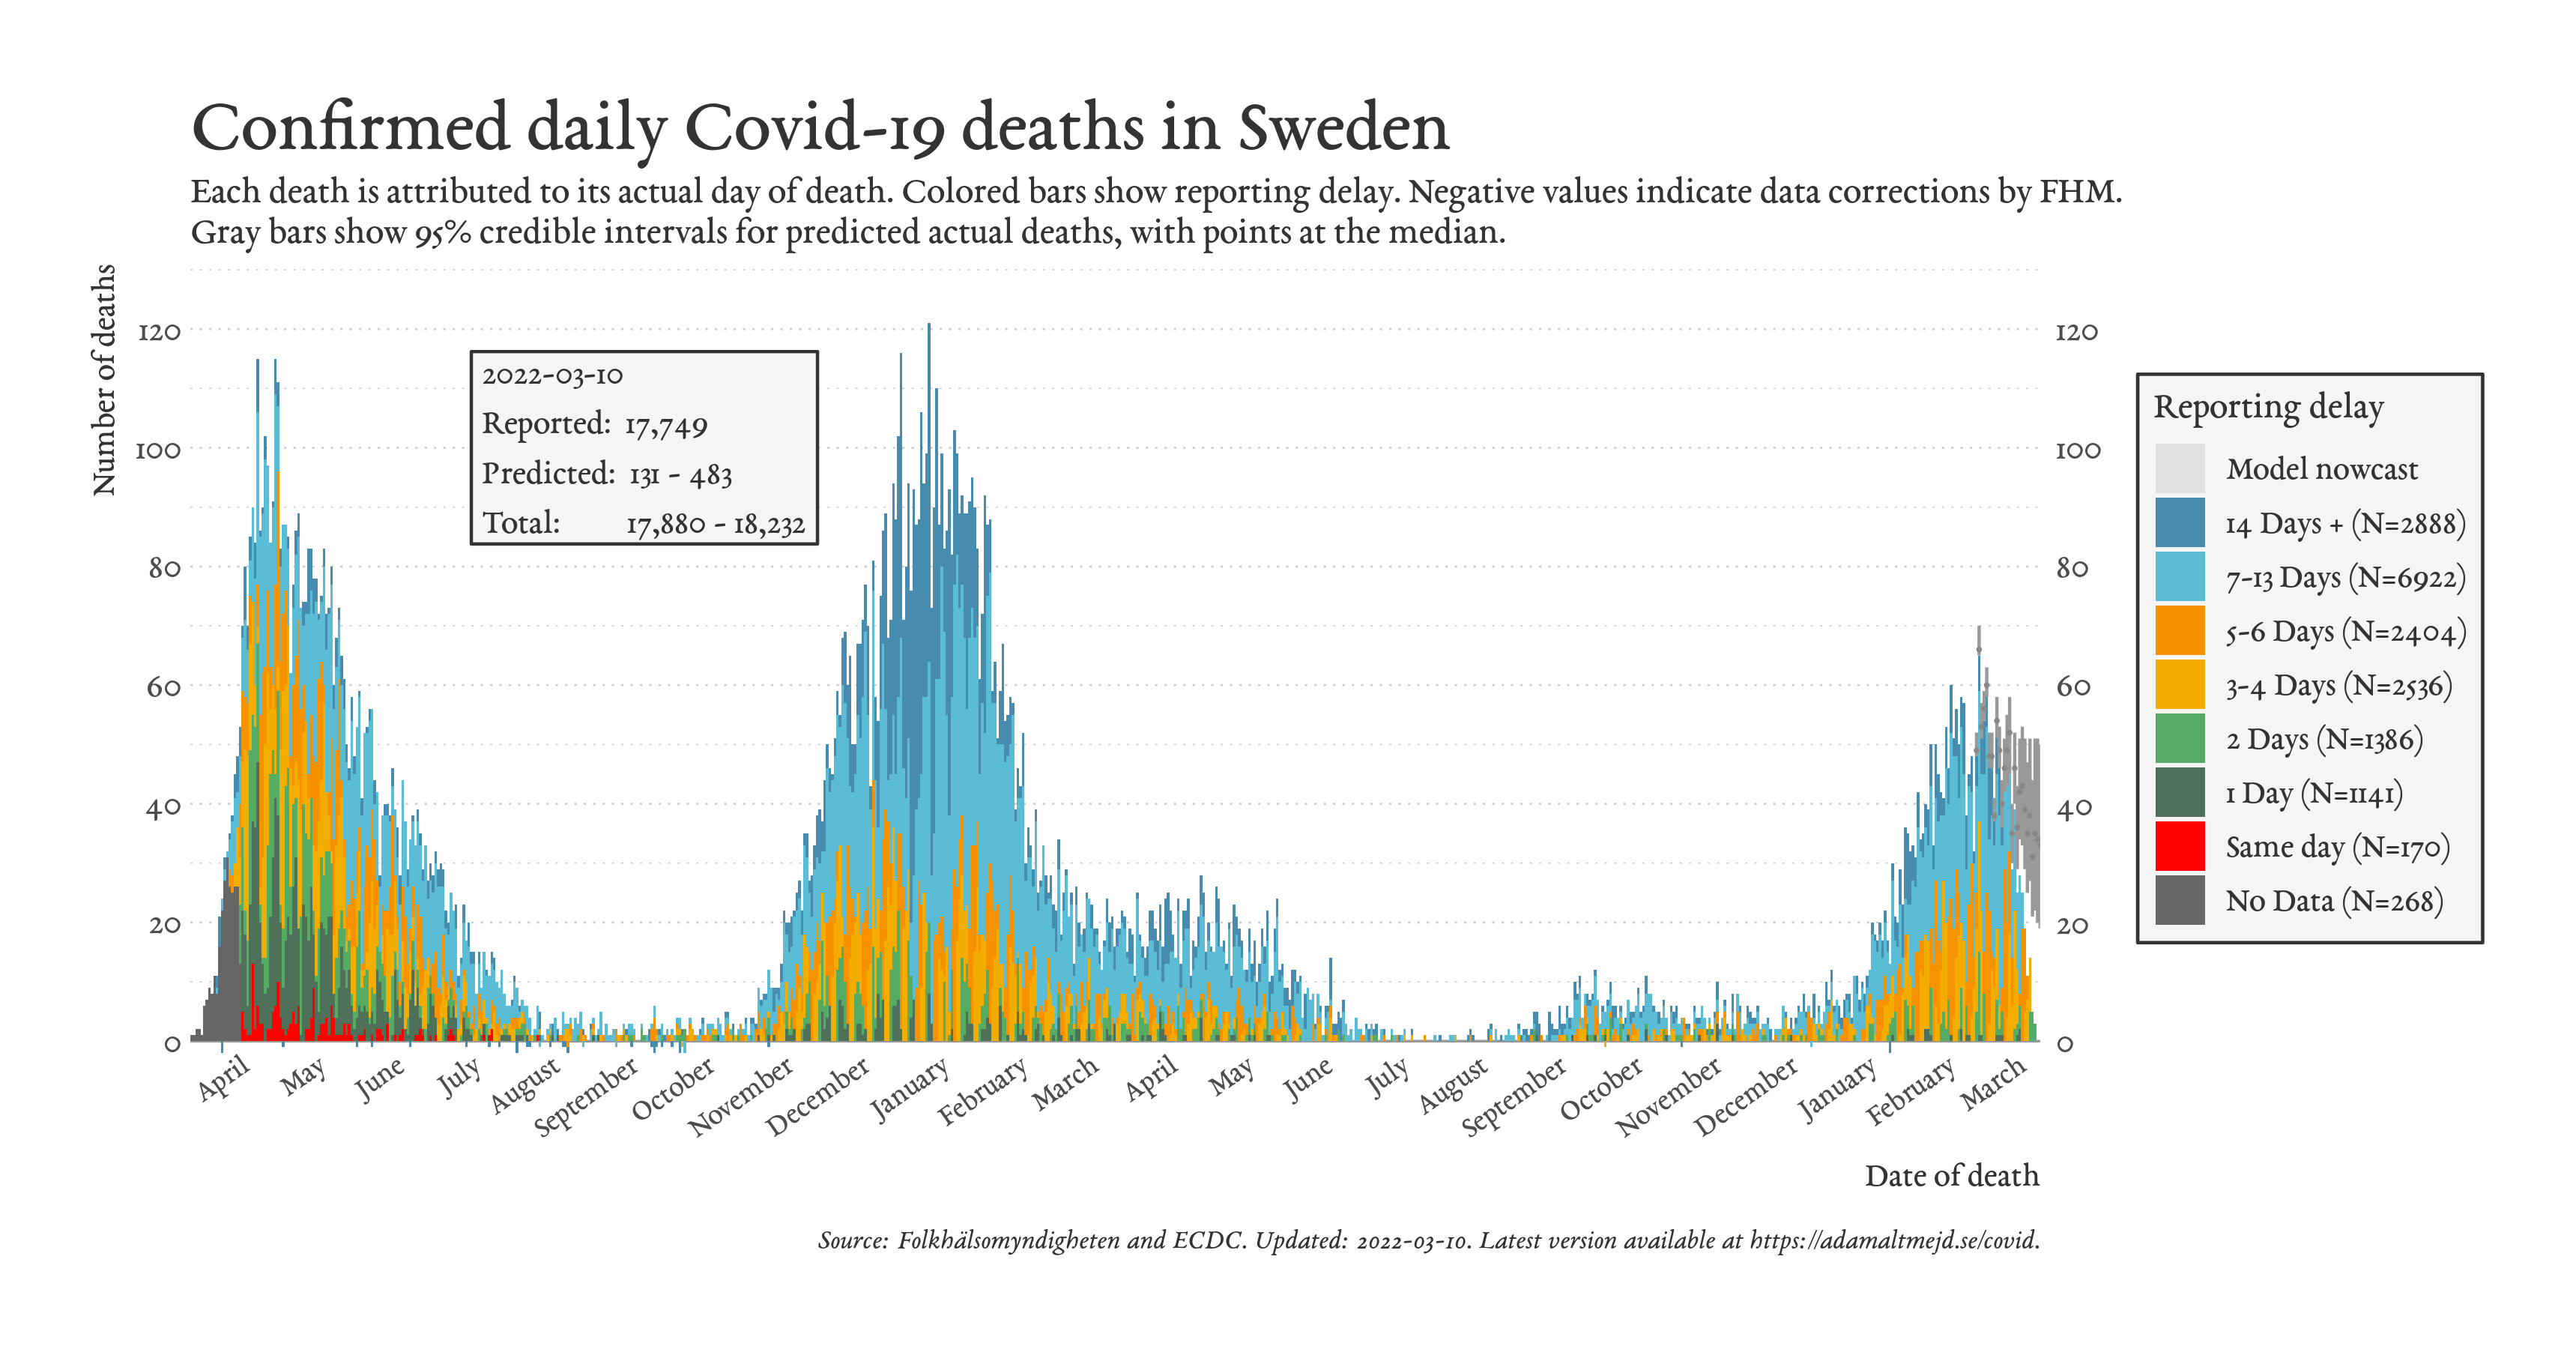 Confirmed daily Covid-19 deaths in Sweden
Each death is attributed to its actual day of death. Colored bars show reporting delay. Negative values indicate data corrections by FHM.
Gray bars show 95% credible intervals for predicted actual deaths, with points at the median.
Number of deaths
120
100
80
60
40
20
0
2022-03-10
Reported: 17,749
Predicted: 131 - 483
Total: 17,880 - 18,232
120
100
80
60
40
20
0
Reporting delay
Model nowcast
14 Days + (N=2888)
7-13 Days (N=6922)
5-6 Days (N=2404)
3-4 Days (N=2536)
2 Days (N=1386)
1 Day (N=1141)
Same day (N=170)
No Data (N=268)
April
May
June
July
August
September
October
November
December
January
February
March
April
May
June
July
August
September
October
November
December
January
February
March
Date of death
Source: Folkhälsomyndigheten and ECDC. Updated: 2022-03-10. Latest version available at https://adamaltmejd.se/covid.